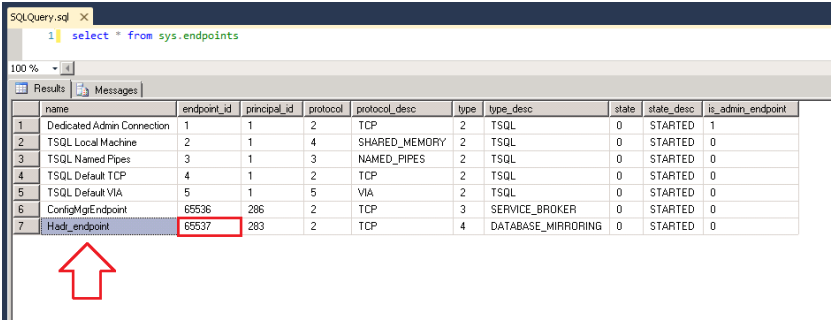 SQLQuery.sql ×
1 select * from sys.endpoints
100 %
Results Messages
name endpoint_id principal_id protocol protocol_desc type type_desc state state_desc is_admin_endpoint
1 Dedicated Admin Connection 1 1 2 TCP 2 TSQL 0 STARTED 1
2 TSQL Local Machine 2 1 4 SHARED_MEMORY 2 TSQL 0 STARTED 0
3 TSQL Named Pipes 3 1 3 NAMED_PIPES 2 TSQL 0 STARTED 0
4 TSQL Default TCP 4 1 2 TCP 2 TSQL 0 STARTED 0
5 TSQL Default VIA 5 1 5 VIA 2 TSQL 0 STARTED 0
6 ConfigMgrEndpoint 65536 286 2 TCP 3 SERVICE_BROKER 0 STARTED 0
7 Hadr_endpoint 65537 283 2 TCP 4 DATABASE_MIRRORING 0 STARTED 0